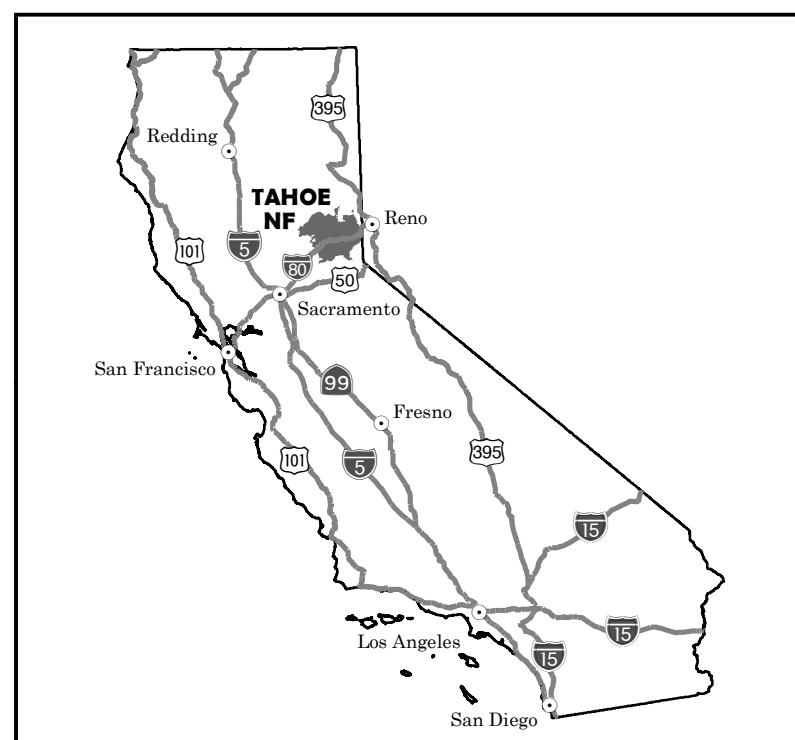 395
Redding
TAHOE
NF
Reno
101
5
80
50
Sacramento
San Francisco
99
Fresno
101
5
395
15
15
Los Angeles
15
San Diego